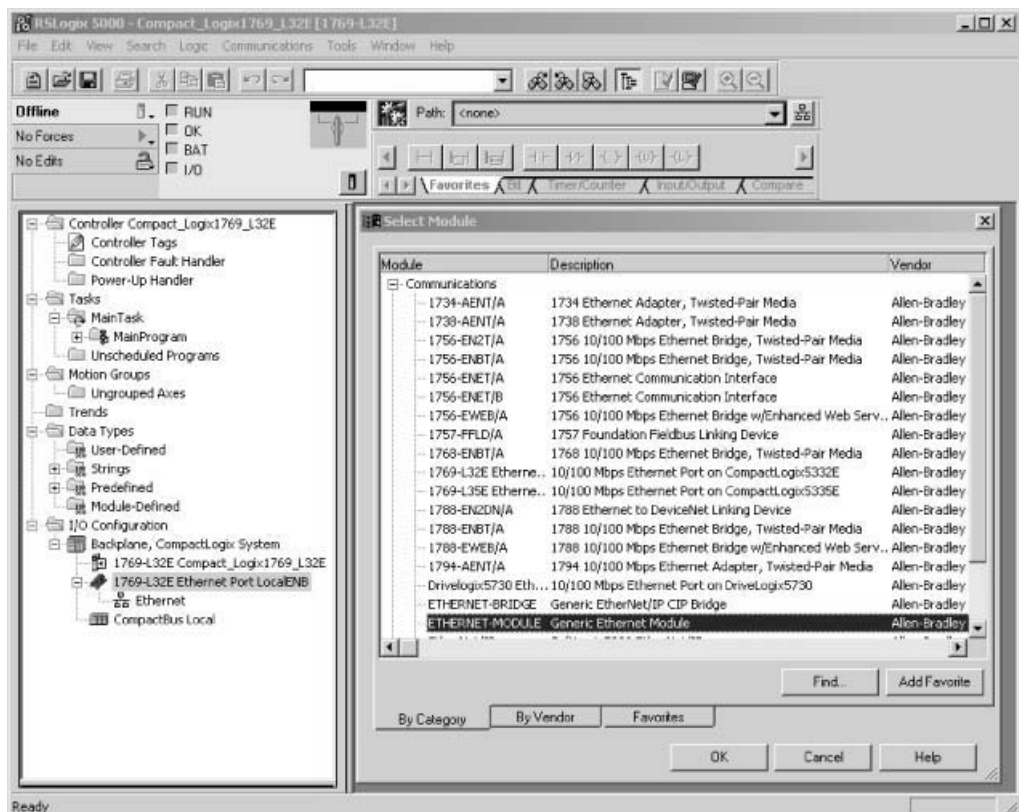 RSLogix 5000 - Compact_Logix1769_L32E [1769-L32E]
File Edit View Search Logic Communications Tools Window Help
Offline
RUN
No Forces
OK
No Edits
BAT
I/O
Path: <none>
Favorites Bit Timer/Counter Input/Output Compare
Controller Compact_Logix1769_L32E
Controller Tags
Controller Fault Handler
Power-Up Handler
Tasks
MainTask
MainProgram
Unscheduled Programs
Motion Groups
Ungrouped Axes
Trends
Data Types
User-Defined
Strings
Predefined
Module-Defined
I/O Configuration
Backplane, CompactLogix System
1769-L32E Compact_Logix1769_L32E
1769-L32E Ethernet Port LocalENB
Ethernet
CompactBus Local
Select Module
Module Description Vendor
Communications
1734-AENT/A 1734 Ethernet Adapter, Twisted-Pair Media Allen-Bradley
1738-AENT/A 1738 Ethernet Adapter, Twisted-Pair Media Allen-Bradley
1756-EN2T/A 1756 10/100 Mbps Ethernet Bridge, Twisted-Pair Media Allen-Bradley
1756-ENBT/A 1756 10/100 Mbps Ethernet Bridge, Twisted-Pair Media Allen-Bradley
1756-ENET/A 1756 Ethernet Communication Interface Allen-Bradley
1756-ENET/B 1756 Ethernet Communication Interface Allen-Bradley
1756-EWEB/A 1756 10/100 Mbps Ethernet Bridge w/Enhanced Web Serv.. Allen-Bradley
1757-FFLD/A 1757 Foundation Fieldbus Linking Device Allen-Bradley
1768-ENBT/A 1768 10/100 Mbps Ethernet Bridge, Twisted-Pair Media Allen-Bradley
1769-L32E Etherne... 10/100 Mbps Ethernet Port on CompactLogix5332E Allen-Bradley
1769-L35E Etherne... 10/100 Mbps Ethernet Port on CompactLogix5335E Allen-Bradley
1788-EN2DN/A 1788 Ethernet to DeviceNet Linking Device Allen-Bradley
1788-ENBT/A 1788 10/100 Mbps Ethernet Bridge, Twisted-Pair Media Allen-Bradley
1788-EWEB/A 1788 10/100 Mbps Ethernet Bridge w/Enhanced Web Serv.. Allen-Bradley
1794-AENT/A 1794 10/100 Mbps Ethernet Adapter, Twisted-Pair Media Allen-Bradley
Drivelogix5730 Eth... 10/100 Mbps Ethernet Port on DriveLogix5730 Allen-Bradley
ETHERNET-BRIDGE Generic EtherNet/IP CIP Bridge Allen-Bradley
ETHERNET-MODULE Generic Ethernet Module Allen-Bradley
Find... Add Favorite
By Category By Vendor Favorites
OK Cancel Help
Ready